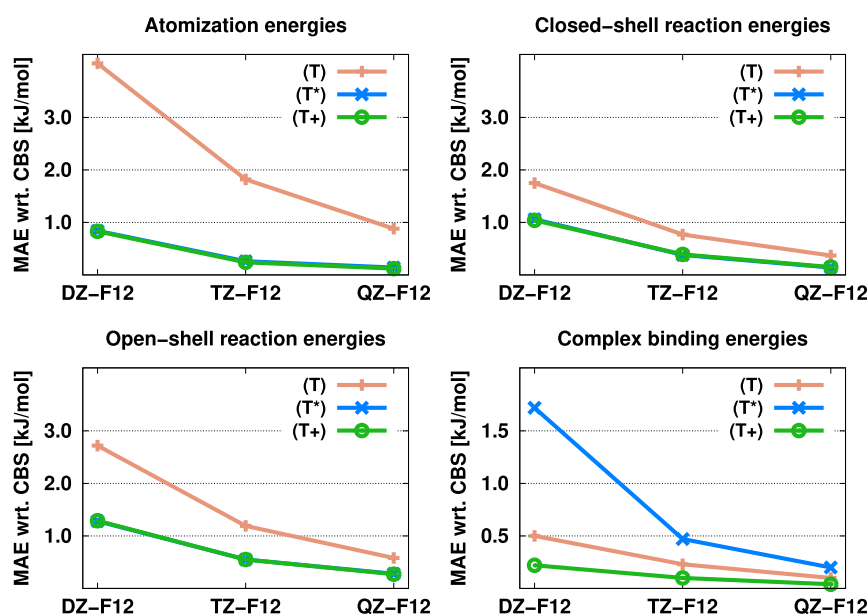 Atomization energies
MAE wrt. CBS [kJ/mol]
3.0
2.0
1.0
(T)
(T*)
(T+)
DZ−F12
TZ−F12
QZ−F12
Closed−shell reaction energies
MAE wrt. CBS [kJ/mol]
3.0
2.0
1.0
(T)
(T*)
(T+)
DZ−F12
TZ−F12
QZ−F12
Open−shell reaction energies
MAE wrt. CBS [kJ/mol]
3.0
2.0
1.0
(T)
(T*)
(T+)
DZ−F12
TZ−F12
QZ−F12
Complex binding energies
MAE wrt. CBS [kJ/mol]
1.5
1.0
0.5
(T)
(T*)
(T+)
DZ−F12
TZ−F12
QZ−F12